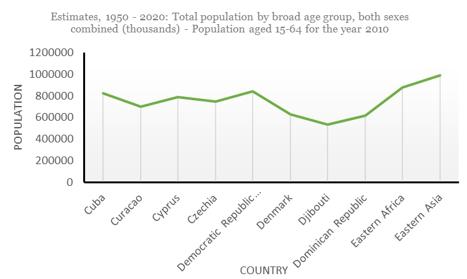 Estimates, 1950 - 2020: Total population by broad age group, both sexes
combined (thousands) - Population aged 15-64 for the year 2010
1200000
1000000
800000
600000
400000
200000
0
POPULATION
Cuba
Curacao
Cyprus
Czechia
Democratic Republic...
Denmark
Djibouti
Dominican Republic
Eastern Africa
Eastern Asia
COUNTRY